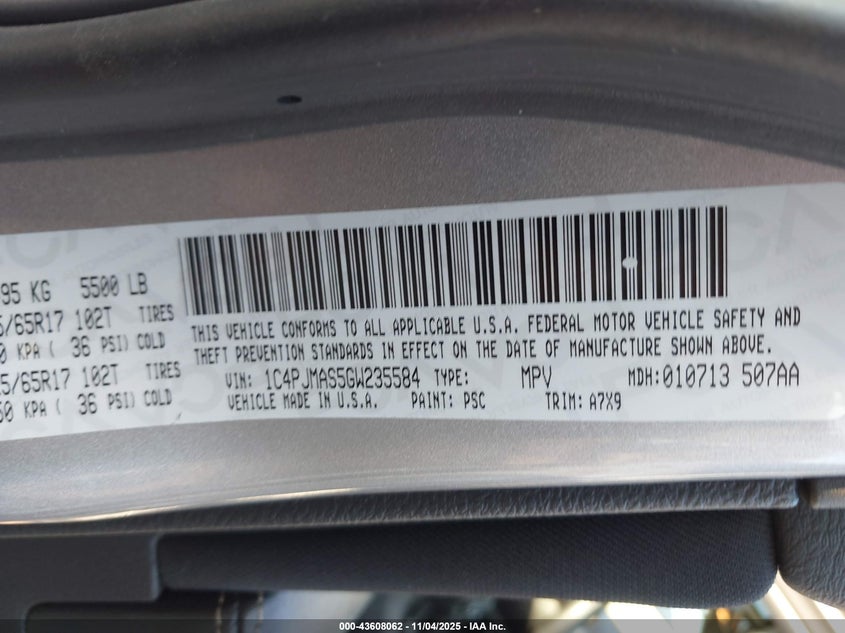 95 KG 5500 LB
5/65R17 102T TIRES
0 KPA ( 36 PSI) COLD
5/65R17 102T TIRES
50 KPA ( 36 PSI) COLD
THIS VEHICLE CONFORMS TO ALL APPLICABLE U.S.A. FEDERAL MOTOR VEHICLE SAFETY AND
THEFT PREVENTION STANDARDS IN EFFECT ON THE DATE OF MANUFACTURE SHOWN ABOVE.
VIN: 1C4PJMAS5GW235584 TYPE: MPV MDH:010713 507AA
VEHICLE MADE IN U.S.A. PAINT: PSC TRIM: A7X9
000-43608062 - 11/04/2025 - IAA Inc.